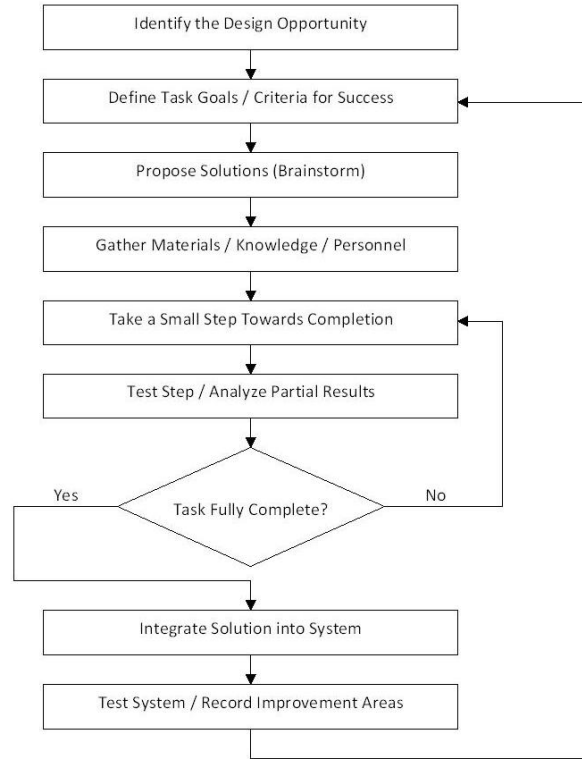 Identify the Design Opportunity
Define Task Goals / Criteria for Success
Propose Solutions (Brainstorm)
Gather Materials / Knowledge / Personnel
Take a Small Step Towards Completion
Test Step / Analyze Partial Results
Yes
Task Fully Complete?
No
Integrate Solution into System
Test System / Record Improvement Areas